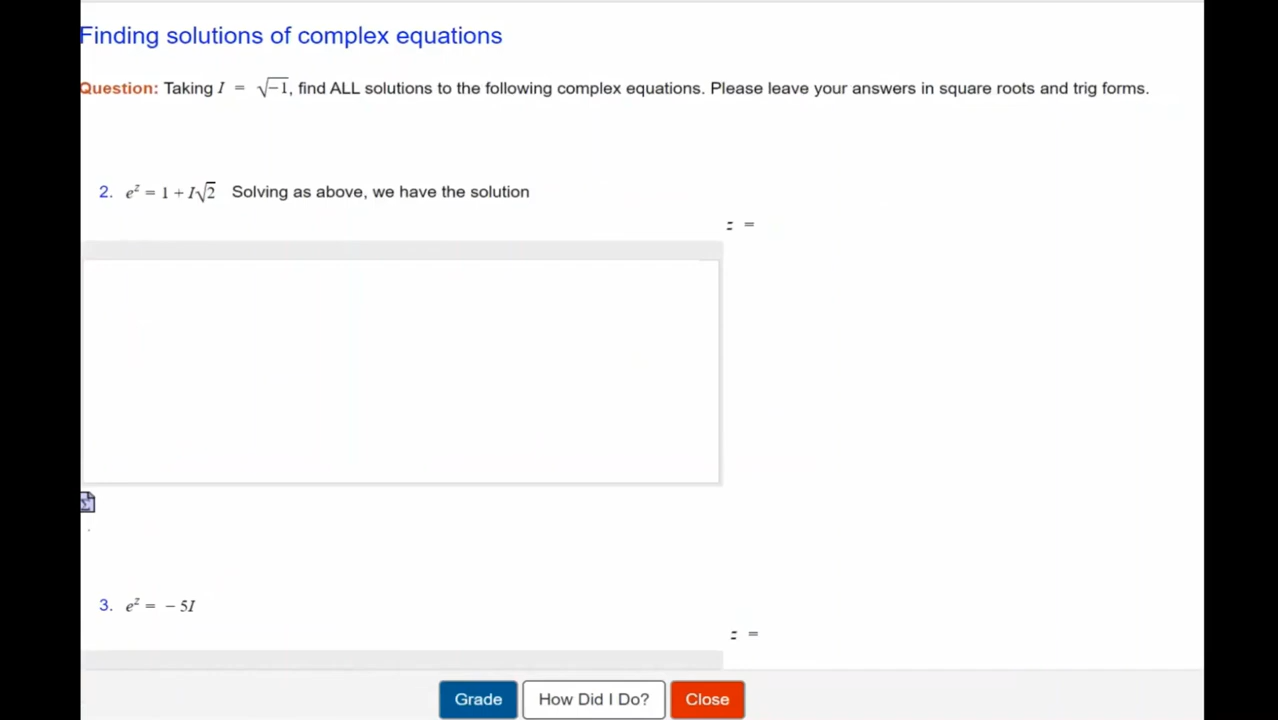 Finding solutions of complex equations
Question: Taking I = √−1, find ALL solutions to the following complex equations. Please leave your answers in square roots and trig forms.
2. e^z = 1 + I√2 Solving as above, we have the solution
z =
3. e^z = − 5I
z =
Grade How Did I Do? Close